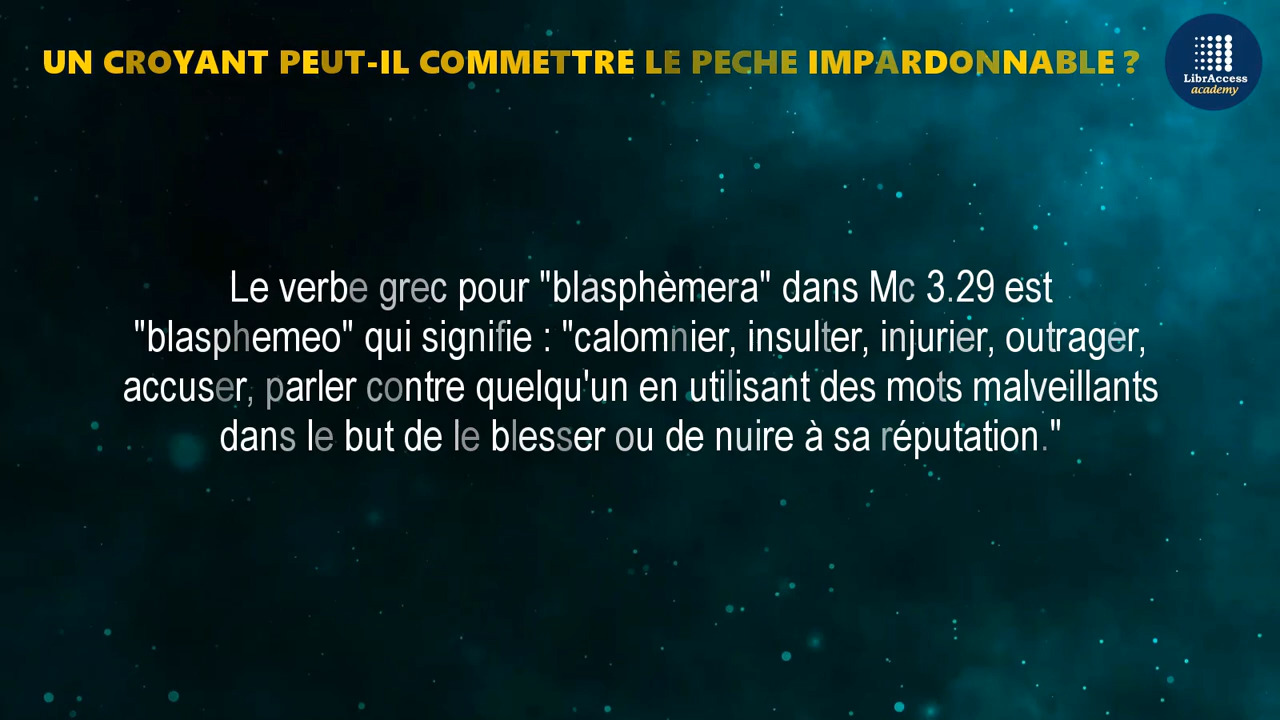 UN CROYANT PEUT-IL COMMETTRE LE PECHE IMPARDONNABLE ?
LibrAccess
academy
Le verbe grec pour "blasphèmera" dans Mc 3.29 est
"blasphemeo" qui signifie : "calomnier, insulter, injurier, outrager,
accuser, parler contre quelqu'un en utilisant des mots malveillants
dans le but de le blesser ou de nuire à sa réputation."